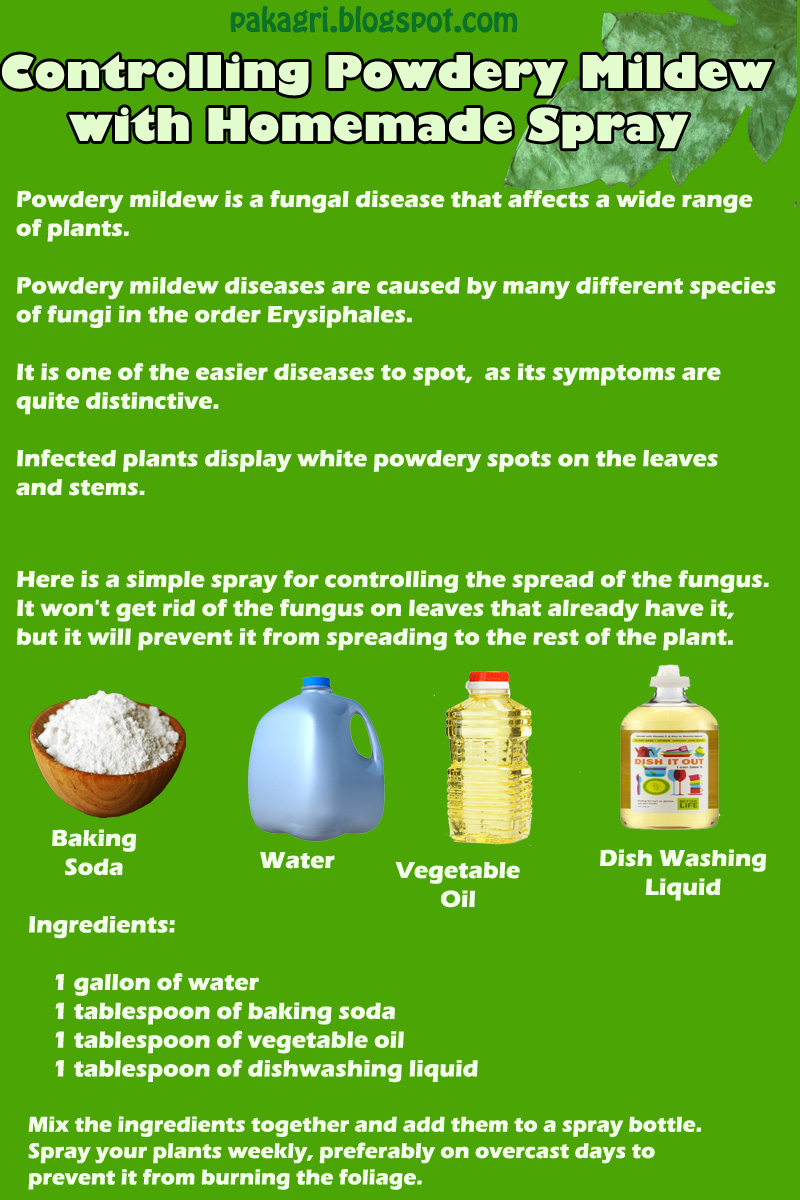 pakagri.blogspot.com
Controlling Powdery Mildew
with Homemade Spray
Powdery mildew is a fungal disease that affects a wide range
of plants.
Powdery mildew diseases are caused by many different species
of fungi in the order Erysiphales.
It is one of the easier diseases to spot,  as its symptoms are
quite distinctive.
Infected plants display white powdery spots on the leaves
and stems.
Here is a simple spray for controlling the spread of the fungus.
It won't get rid of the fungus on leaves that already have it,
but it will prevent it from spreading to the rest of the plant.
DISH IT OUT
I can take it
BETTER
LIFE
Baking
Soda
Water
Vegetable
Oil
Dish Washing
Liquid
Ingredients:
1 gallon of water
1 tablespoon of baking soda
1 tablespoon of vegetable oil
1 tablespoon of dishwashing liquid
Mix the ingredients together and add them to a spray bottle.
Spray your plants weekly, preferably on overcast days to
prevent it from burning the foliage.